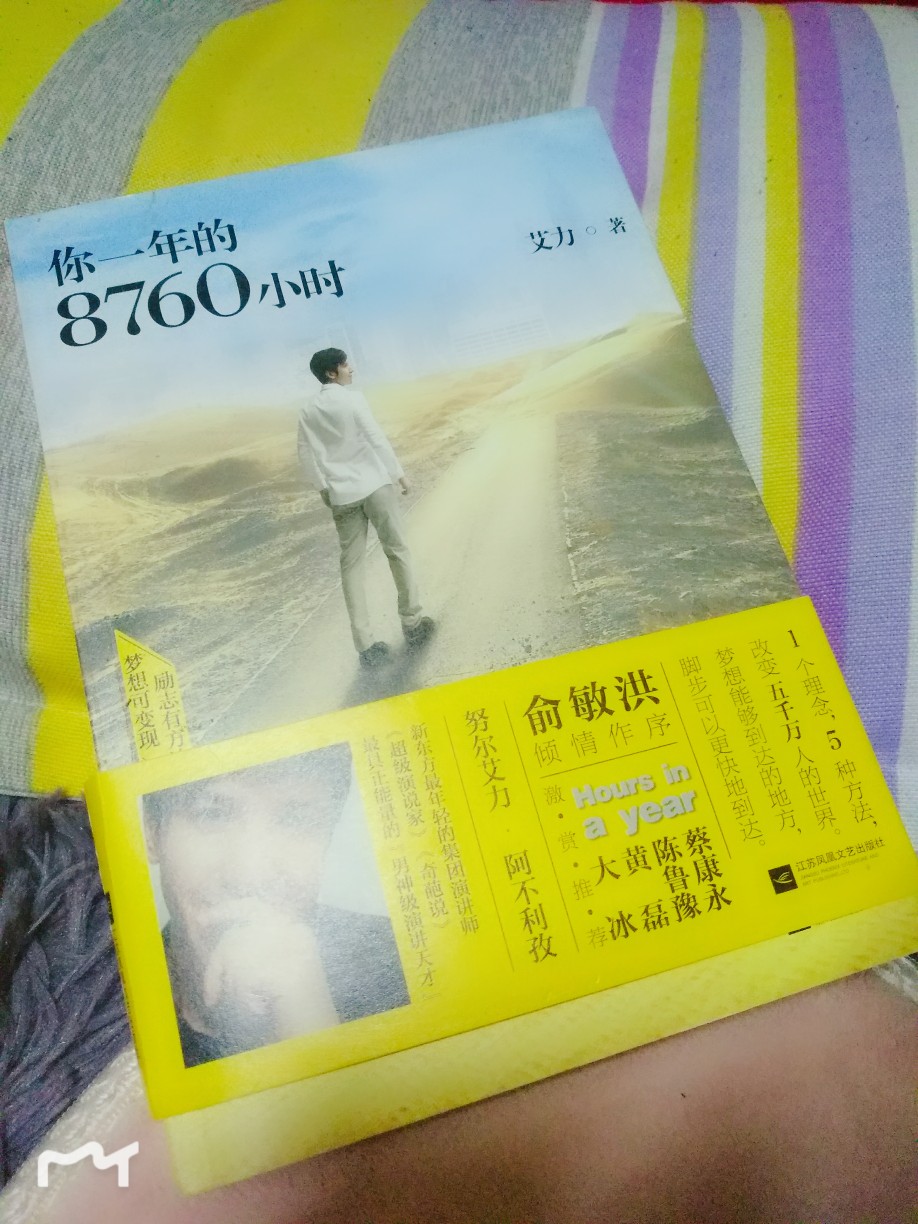 你一年的
8760小时
艾力 著
励志有方
梦想可变现
1个理念，5种方法，
改变五千万人的世界。
梦想能够到达的地方，
脚步可以更快地到达。
俞敏洪
倾情作序
Hours in
a year
激·赏·推·荐
蔡康永
陈鲁豫
黄磊
大冰
努尔艾力·阿不利孜
新东方最年轻的集团演讲师
《超级演说家》《奇葩说》
最具正能量的“男神级演讲天才”
江苏凤凰文艺出版社